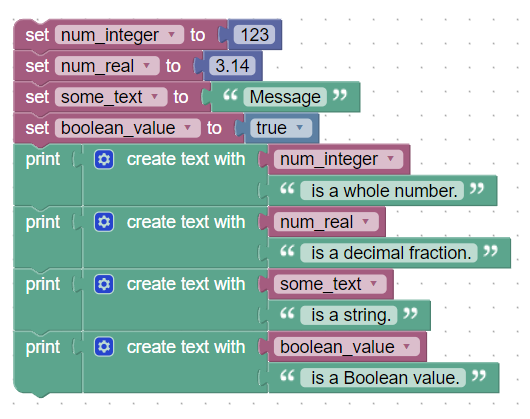 set num_integer to 123
set num_real to 3.14
set some_text to “ Message ”
set boolean_value to true
print create text with num_integer
“ is a whole number. ”
print create text with num_real
“ is a decimal fraction. ”
print create text with some_text
“ is a string. ”
print create text with boolean_value
“ is a Boolean value. ”